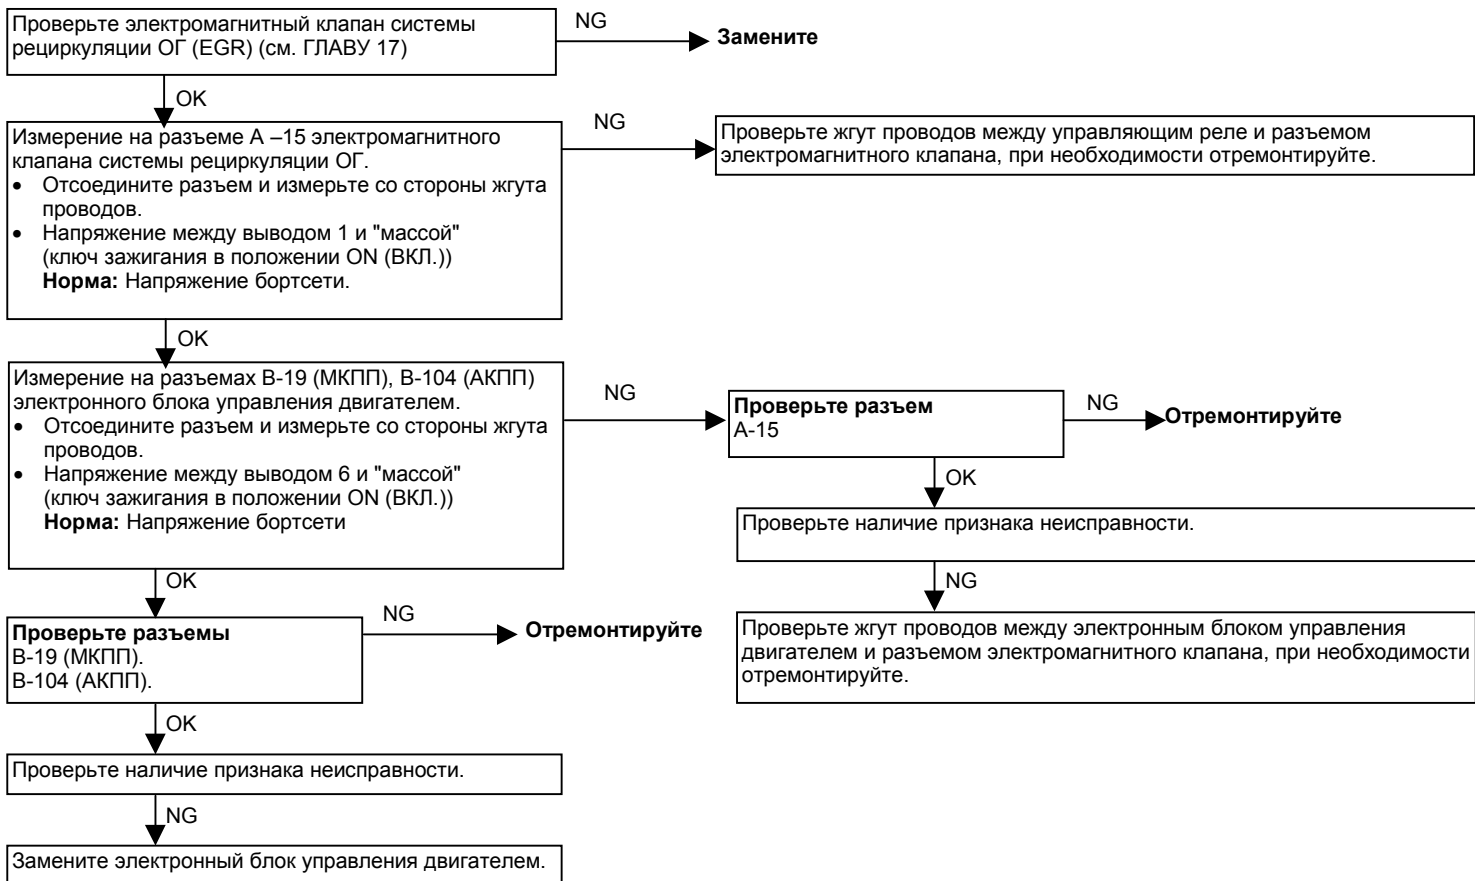 Проверьте электромагнитный клапан системы
рециркуляции ОГ (EGR) (см. ГЛАВУ 17)
NG
Замените
OK
Измерение на разъеме А –15 электромагнитного
клапана системы рециркуляции ОГ.
• Отсоедините разъем и измерьте со стороны жгута
проводов.
• Напряжение между выводом 1 и "массой"
(ключ зажигания в положении ON (ВКЛ.))
Норма: Напряжение бортсети.
NG
Проверьте жгут проводов между управляющим реле и разъемом
электромагнитного клапана, при необходимости отремонтируйте.
OK
Измерение на разъемах В-19 (МКПП), В-104 (АКПП)
электронного блока управления двигателем.
• Отсоедините разъем и измерьте со стороны жгута
проводов.
• Напряжение между выводом 6 и "массой"
(ключ зажигания в положении ON (ВКЛ.))
Норма: Напряжение бортсети
NG
Проверьте разъем
А-15
NG
Отремонтируйте
OK
Проверьте наличие признака неисправности.
NG
Проверьте жгут проводов между электронным блоком управления
двигателем и разъемом электромагнитного клапана, при необходимости
отремонтируйте.
OK
Проверьте разъемы
В-19 (МКПП).
В-104 (АКПП).
NG
Отремонтируйте
OK
Проверьте наличие признака неисправности.
NG
Замените электронный блок управления двигателем.